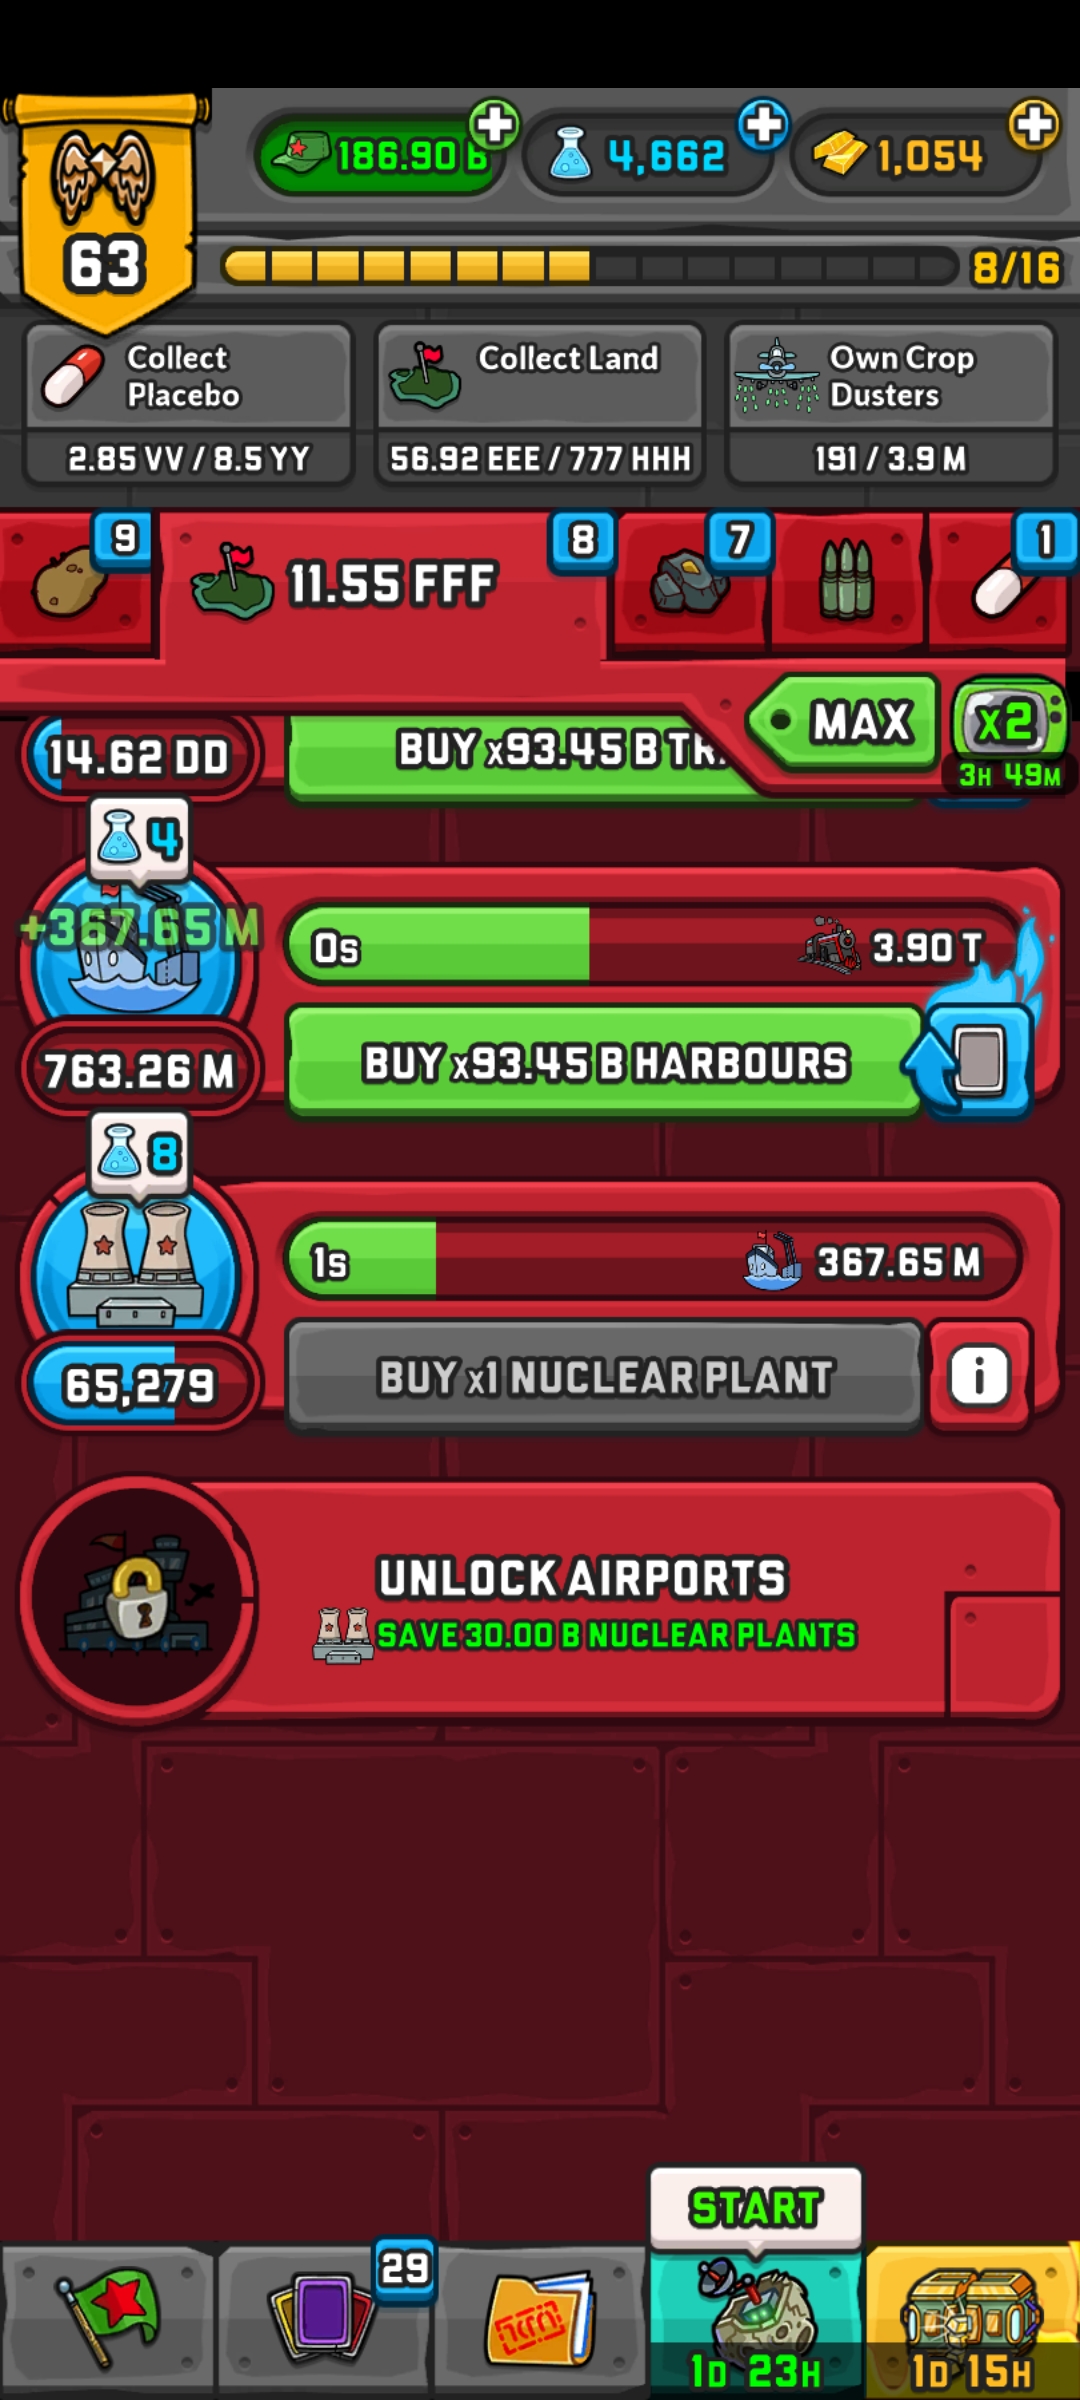 186.90 B
4,662
1,054
63
8/16
Collect
Placebo
Collect Land
Own Crop
Dusters
2.85 VV / 8.5 YY
56.92 EEE / 777 HHH
191 / 3.9 M
9
11.55 FFF
8
7
1
MAX
x2
3H 49M
14.62 DD
BUY x93.45 B
4
+367.65 M
0s
3.90 T
763.26 M
BUY x93.45 B HARBOURS
8
1s
367.65 M
65,279
BUY x1 NUCLEAR PLANT
i
UNLOCK AIRPORTS
SAVE 30.00 B NUCLEAR PLANTS
START
29
1D 23H
1D 15H